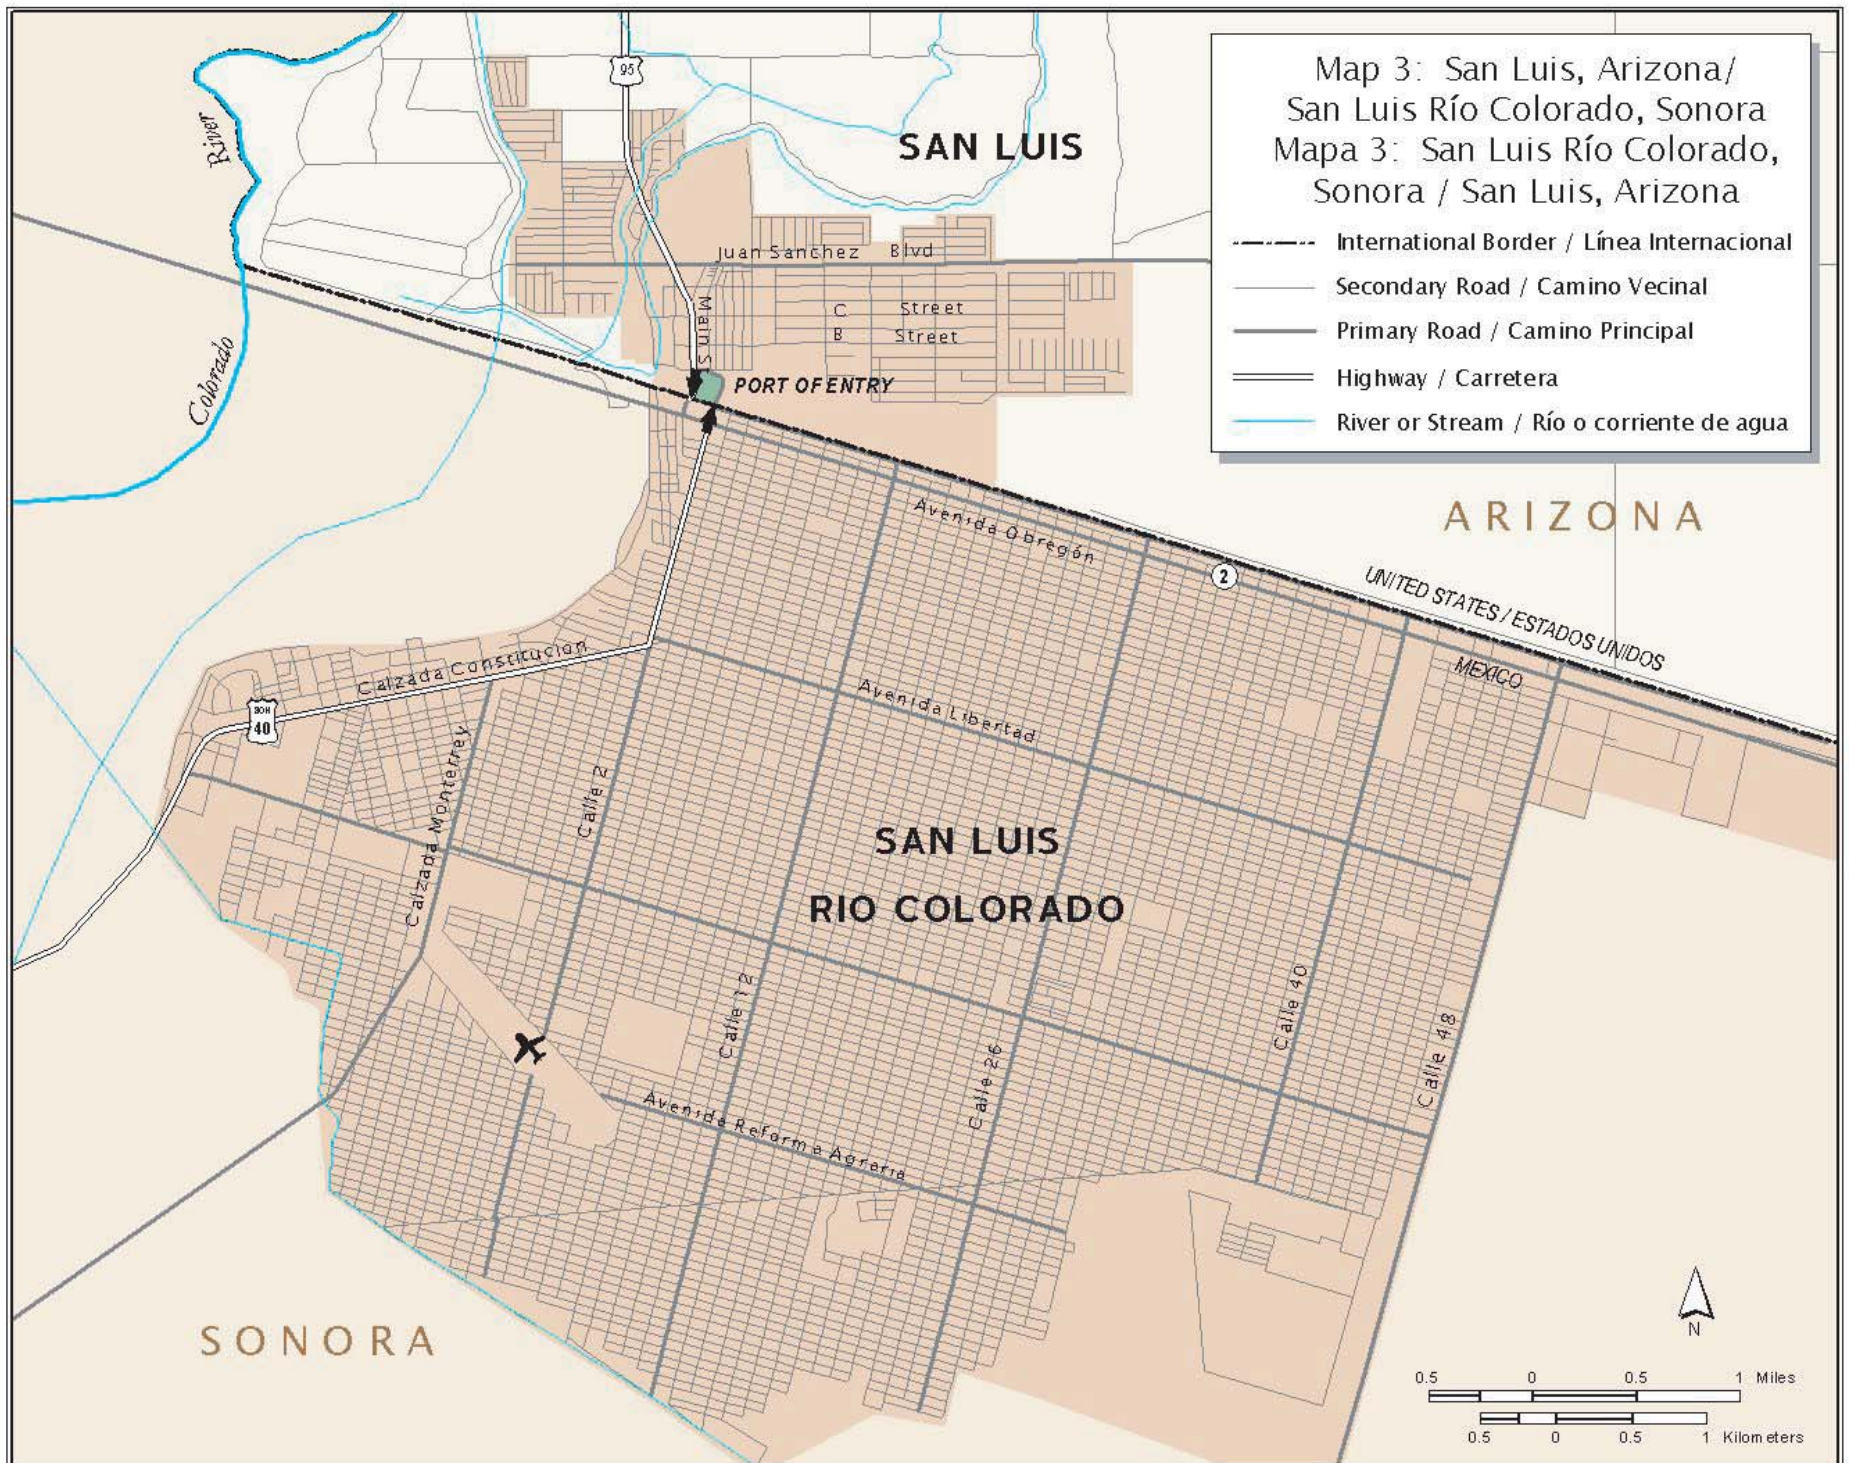 Map 3: San Luis, Arizona/
San Luis Río Colorado, Sonora
Mapa 3: San Luis Río Colorado,
Sonora / San Luis, Arizona
International Border / Línea Internacional
Secondary Road / Camino Vecinal
Primary Road / Camino Principal
Highway / Carretera
River or Stream / Río o corriente de agua
95
SAN LUIS
River
Colorado
Juan Sanchez Blvd
Main St
C Street
B Street
PORT OF ENTRY
ARIZONA
Avenida Obregón
2
UNITED STATES / ESTADOS UNIDOS
MEXICO
Calzada Constitucion
SON
40
Avenida Libertad
Calzada Monterrey
Calle 2
SAN LUIS
RIO COLORADO
Calle 12
Calle 26
Calle 40
Calle 48
Avenida Reforma Agraria
SONORA
N
0.5 0 0.5 1 Miles
0.5 0 0.5 1 Kilometers